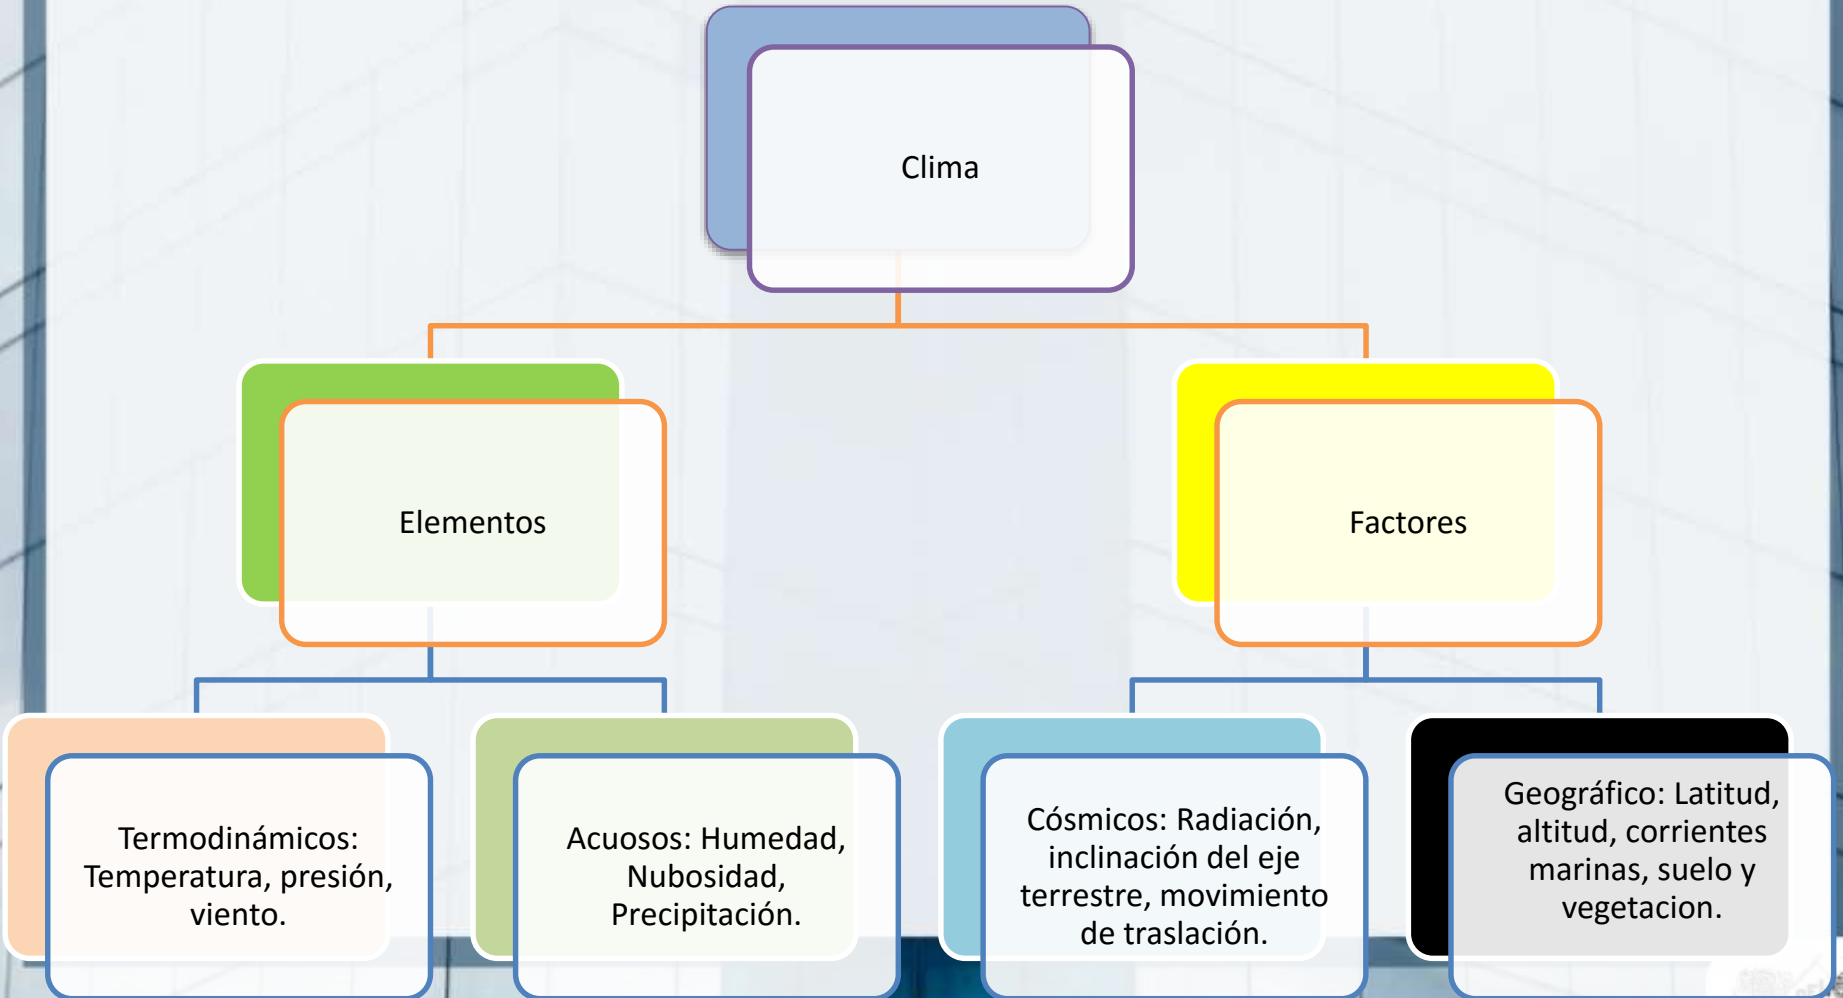 Clima
Elementos
Factores
Termodinámicos:
Temperatura, presión,
viento.
Acuosos: Humedad,
Nubosidad,
Precipitación.
Cósmicos: Radiación,
inclinación del eje
terrestre, movimiento
de traslación.
Geográfico: Latitud,
altitud, corrientes
marinas, suelo y
vegetacion.